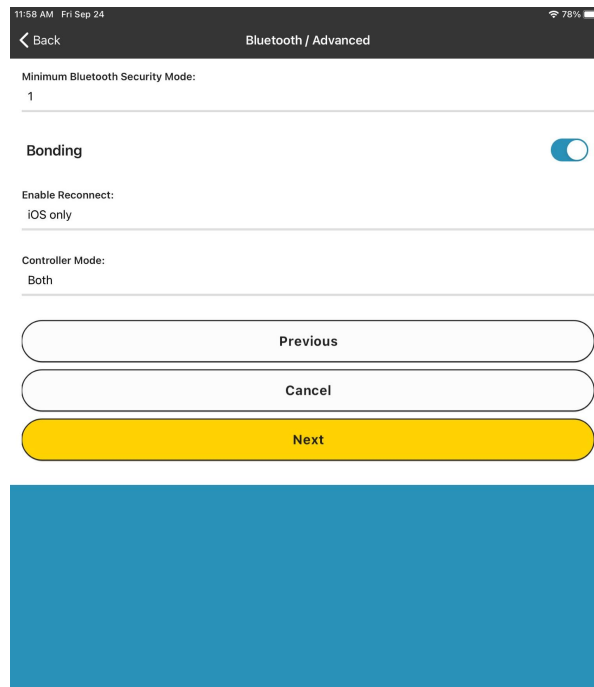 11:58 AM Fri Sep 24 78%
Back Bluetooth / Advanced
Minimum Bluetooth Security Mode:
1
Bonding
Enable Reconnect:
iOS only
Controller Mode:
Both
Previous
Cancel
Next